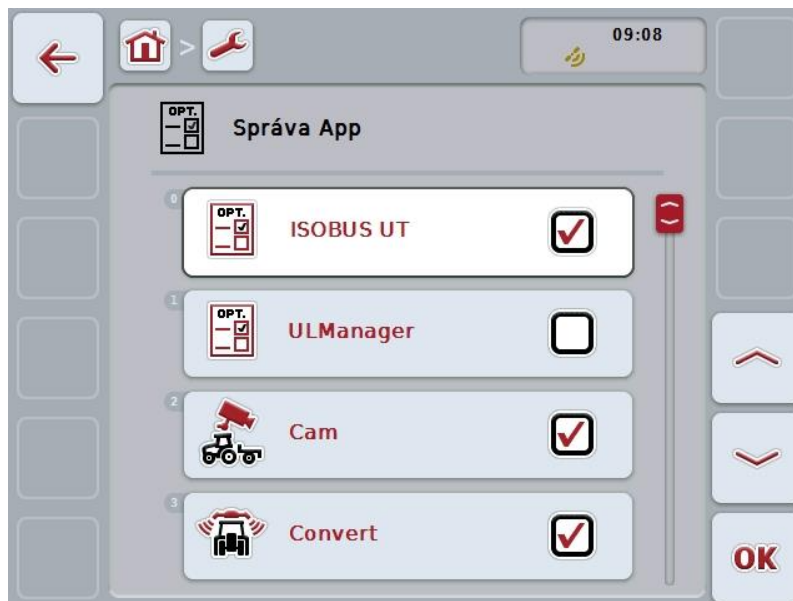 09:08
>
OPT.
Správa App
0
OPT.
ISOBUS UT
1
OPT.
ULManager
2
Cam
3
Convert
OK